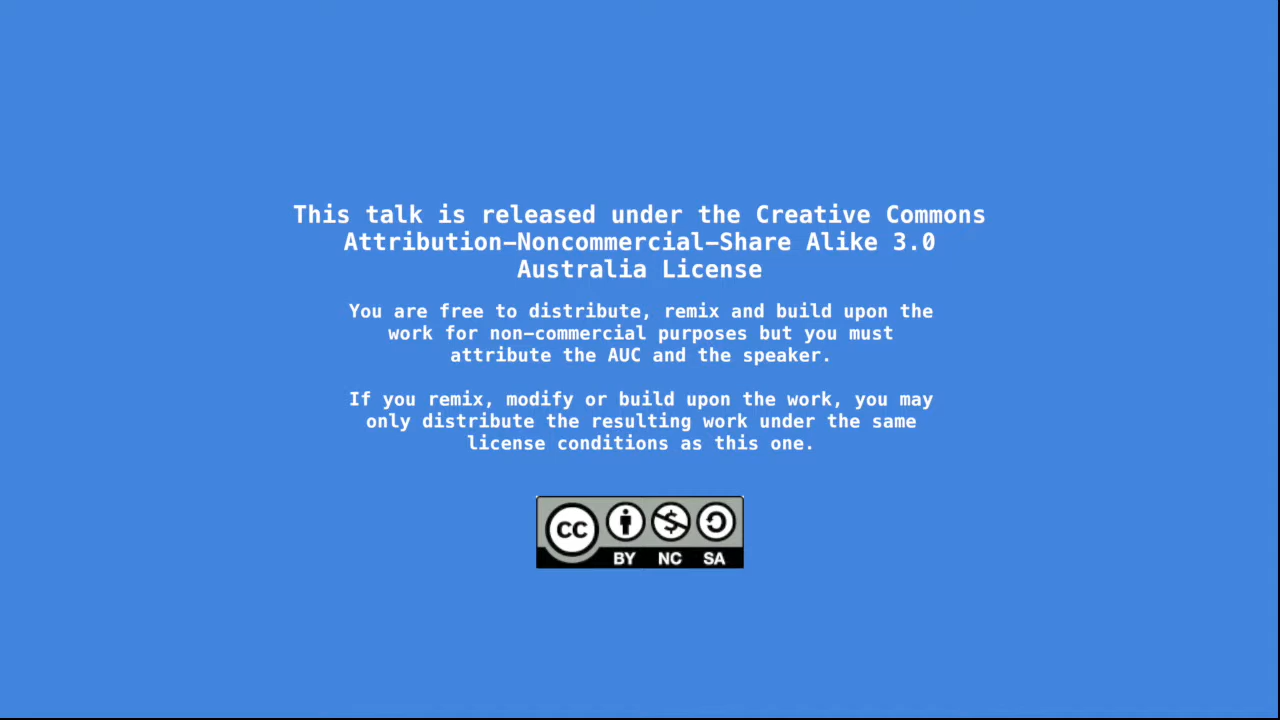 This talk is released under the Creative Commons
Attribution-Noncommercial-Share Alike 3.0
Australia License
You are free to distribute, remix and build upon the
work for non-commercial purposes but you must
attribute the AUC and the speaker.
If you remix, modify or build upon the work, you may
only distribute the resulting work under the same
license conditions as this one.
CC
BY NC SA